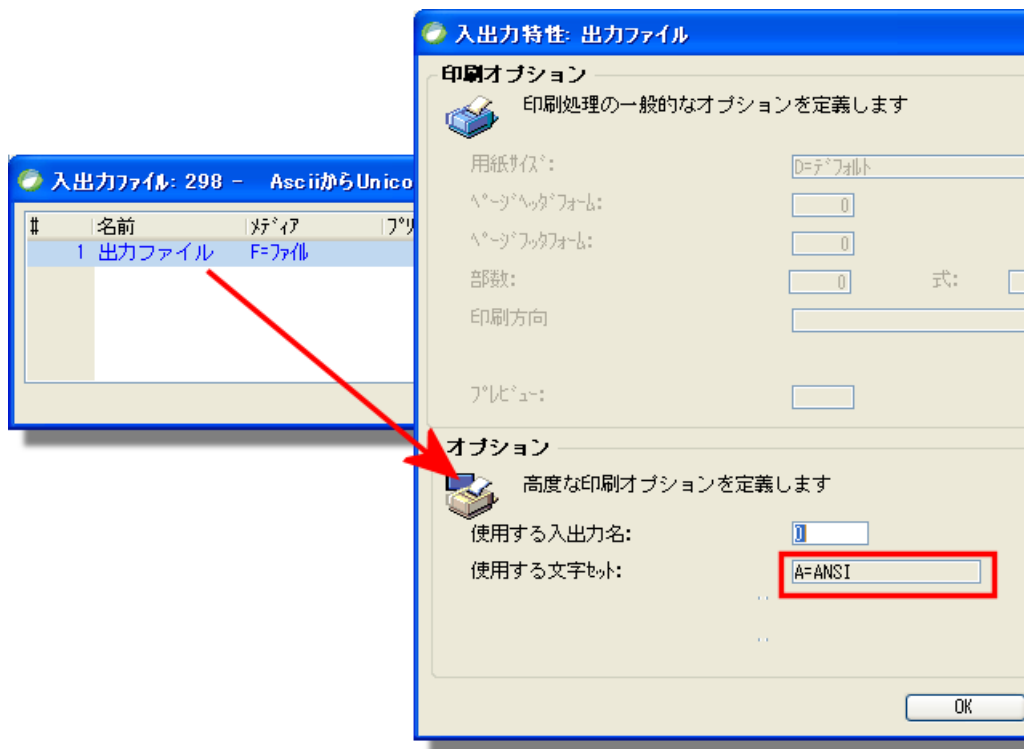 入出力特性: 出力ファイル
印刷オプション
印刷処理の一般的なオプションを定義します
用紙ｻｲｽﾞ:
D=ﾃﾞﾌｫﾙﾄ
ﾍﾟｰｼﾞﾍｯﾀﾞﾌｫｰﾑ:
0
ﾍﾟｰｼﾞﾌｯﾀﾌｫｰﾑ:
0
部数:
0
式:
印刷方向
ﾌﾟﾚﾋﾞｭｰ:
オプション
高度な印刷オプションを定義します
使用する入出力名:
0
使用する文字ｾｯﾄ:
A=ANSI
OK
入出力ﾌｧｲﾙ: 298 - AsciiからUnico
#
名前
ﾒﾃﾞｨｱ
ﾌﾟﾘ
1
出力ファイル
F=ﾌｧｲﾙ